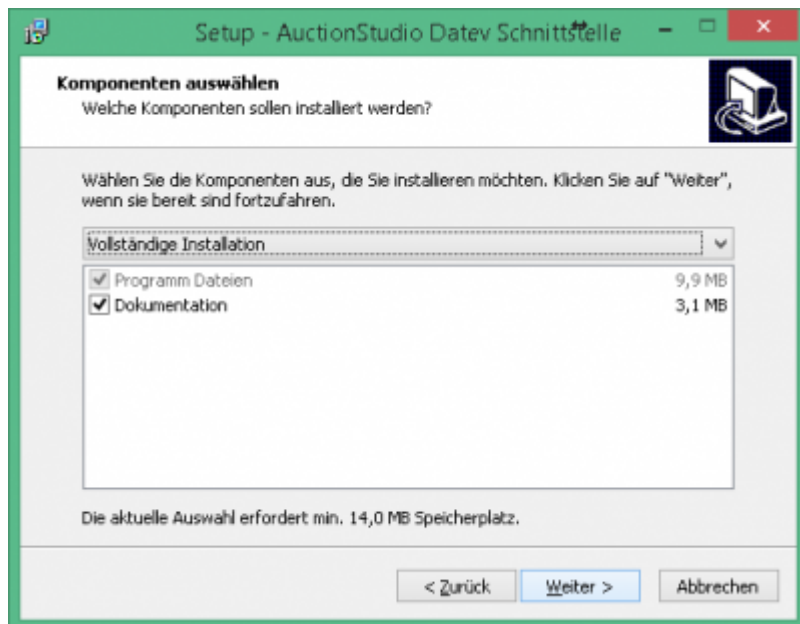 Setup - AuctionStudio Datev Schnittstelle
Komponenten auswählen
Welche Komponenten sollen installiert werden?
Wählen Sie die Komponenten aus, die Sie installieren möchten. Klicken Sie auf "Weiter",
wenn sie bereit sind fortzufahren.
Vollständige Installation
Programm Dateien 9,9 MB
Dokumentation 3,1 MB
Die aktuelle Auswahl erfordert min. 14,0 MB Speicherplatz.
< Zurück Weiter > Abbrechen